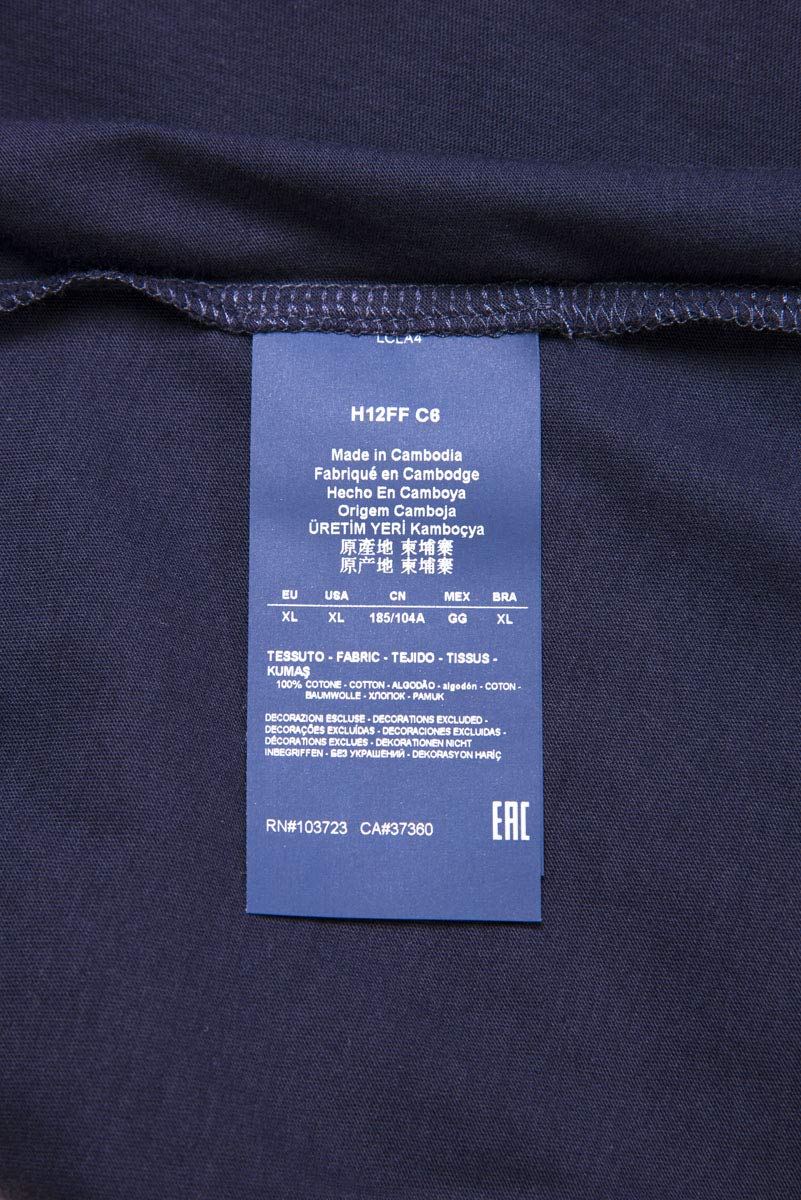 LCLA4
H12FF C6
Made in Cambodia
Fabriqué en Cambodge
Hecho En Camboya
Origem Camboja
ÜRETİM YERİ Kamboçya
原產地 柬埔寨
原产地 柬埔寨
EU USA CN MEX BRA
XL XL 185/104A GG XL
TESSUTO - FABRIC - TEJIDO - TISSUS -
KUMAŞ
100% COTONE - COTTON - ALGODÃO - algodón - COTON -
BAUMWOLLE - ХЛОПОК - PAMUK
DECORAZIONI ESCLUSE - DECORATIONS EXCLUDED -
DECORAÇÕES EXCLUÍDAS - DECORACIONES EXCLUIDAS -
DÉCORATIONS EXCLUES - DEKORATIONEN NICHT
INBEGRIFFEN - БЕЗ УКРАШЕНИЙ - DEKORASYON HARİÇ
RN#103723 CA#37360 EAC